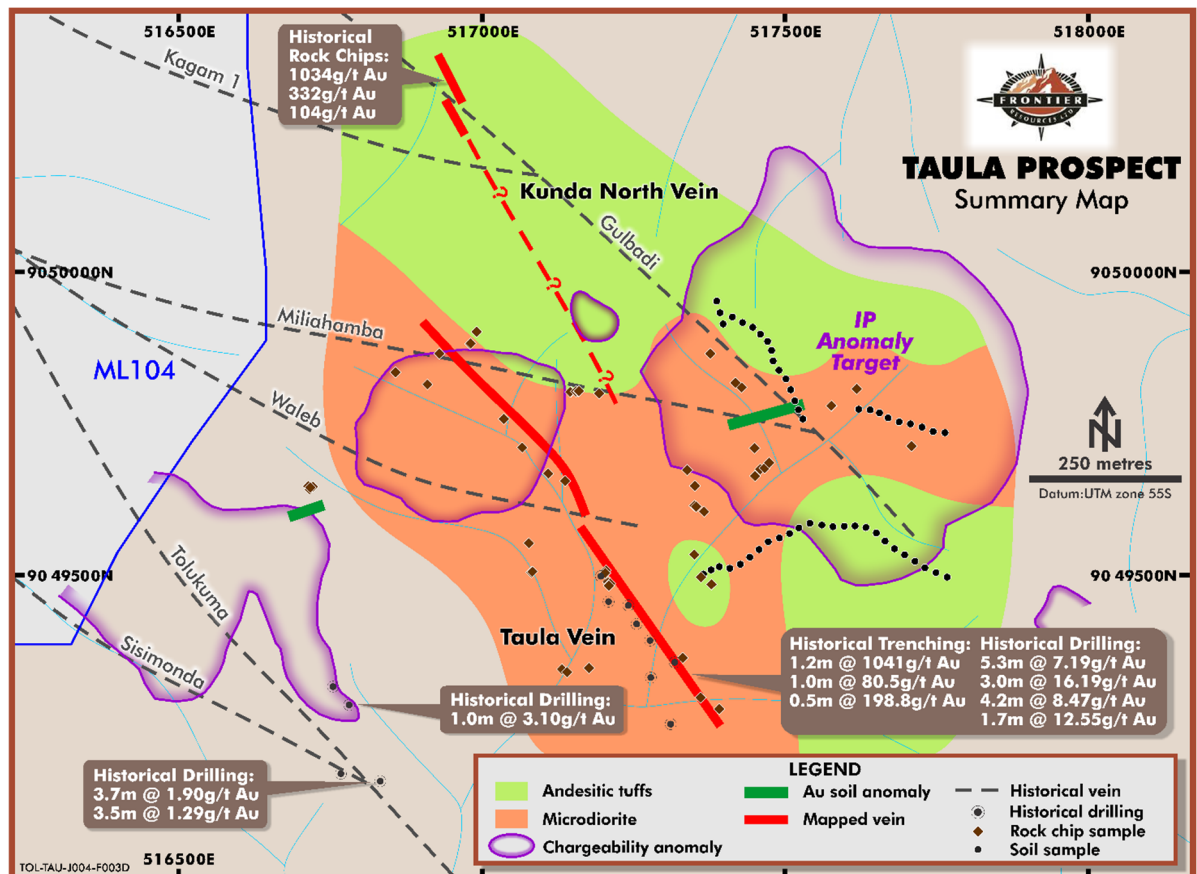 516500E
517000E
517500E
518000E
Historical
Rock Chips:
1034g/t Au
332g/t Au
104g/t Au
Kagam 1
FRONTIER
RESOURCES LTD
TAULA PROSPECT
Summary Map
?
Kunda North Vein
Gulbadi
9050000N
9050000N
?
Miliahamba
IP
Anomaly
Target
ML104
Waleb
?
N
250 metres
Datum:UTM zone 55S
Tolukuma
90 49500N
90 49500N
Sisimonda
Taula Vein
Historical Trenching:
1.2m @ 1041g/t Au
1.0m @ 80.5g/t Au
0.5m @ 198.8g/t Au
Historical Drilling:
5.3m @ 7.19g/t Au
3.0m @ 16.19g/t Au
4.2m @ 8.47g/t Au
1.7m @ 12.55g/t Au
Historical Drilling:
1.0m @ 3.10g/t Au
Historical Drilling:
3.7m @ 1.90g/t Au
3.5m @ 1.29g/t Au
LEGEND
Andesitic tuffs
Microdiorite
Chargeability anomaly
Au soil anomaly
Mapped vein
Historical vein
Historical drilling
Rock chip sample
Soil sample
TOL-TAU-J004-F003D
516500E